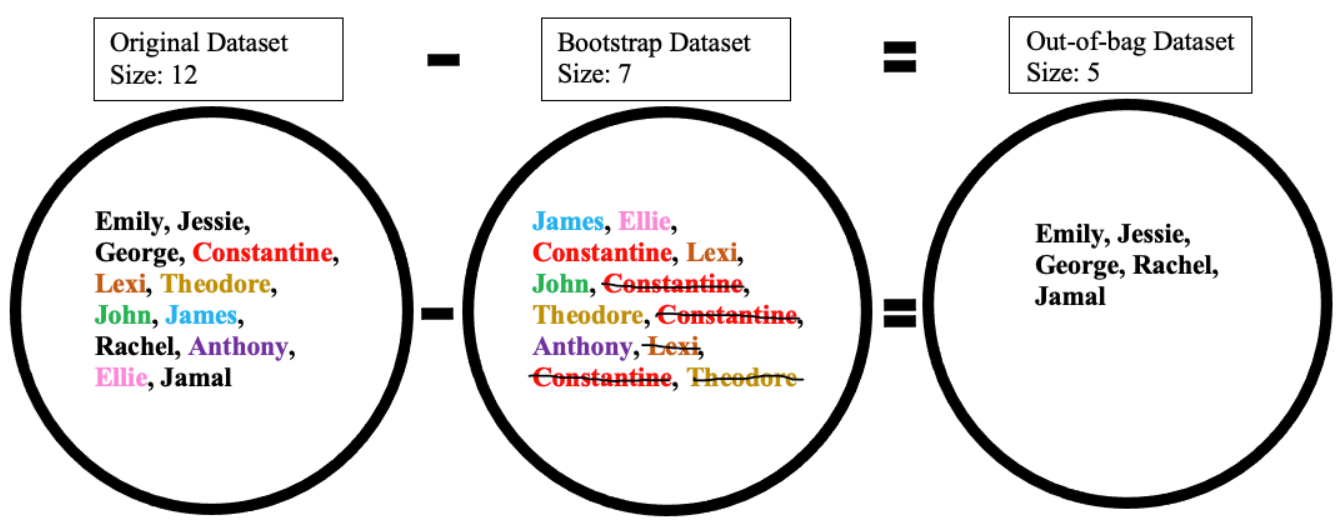 Original Dataset
Size: 12
-
Bootstrap Dataset
Size: 7
=
Out-of-bag Dataset
Size: 5
Emily, Jessie,
George, Constantine,
Lexi, Theodore,
John, James,
Rachel, Anthony,
Ellie, Jamal
-
James, Ellie,
Constantine, Lexi,
John, Constantine,
Theodore, Constantine,
Anthony, Lexi,
Constantine, Theodore
=
Emily, Jessie,
George, Rachel,
Jamal